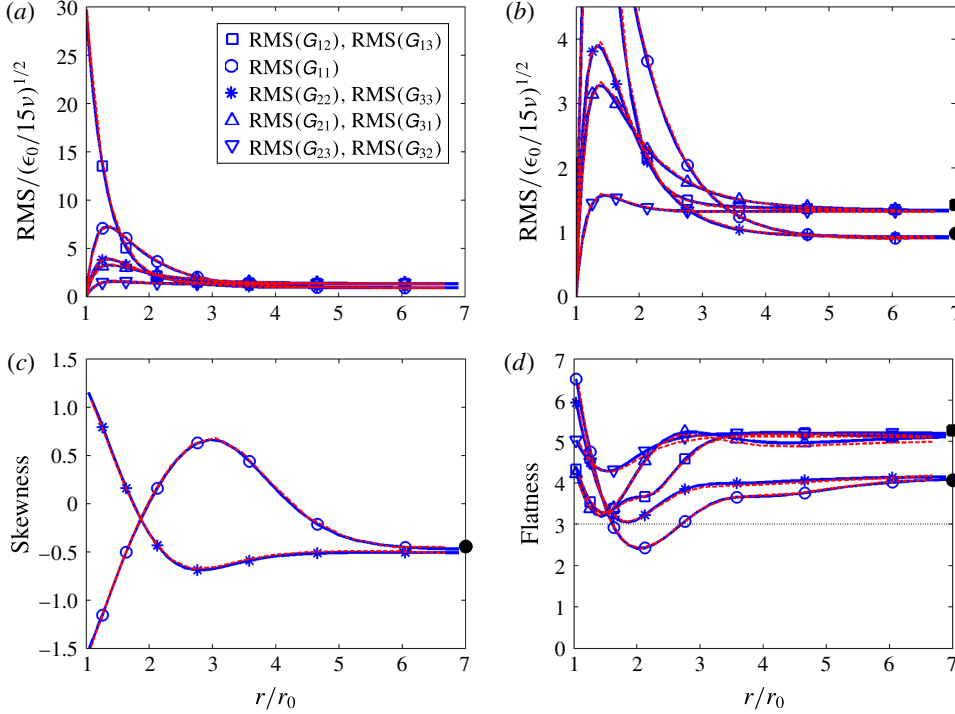 (a)
30
25
20
15
10
5
0
RMS/(ϵ₀/15ν)^{1/2}
RMS(G₁₂), RMS(G₁₃)
RMS(G₁₁)
RMS(G₂₂), RMS(G₃₃)
RMS(G₂₁), RMS(G₃₁)
RMS(G₂₃), RMS(G₃₂)
1 2 3 4 5 6 7
(b)
5
4
3
2
1
0
RMS/(ϵ₀/15ν)^{1/2}
1 2 3 4 5 6 7
(c)
1.5
1.0
0.5
0
−0.5
−1.0
−1.5
Skewness
1 2 3 4 5 6 7
r/r₀
(d)
7
6
5
4
3
2
1
0
Flatness
1 2 3 4 5 6 7
r/r₀